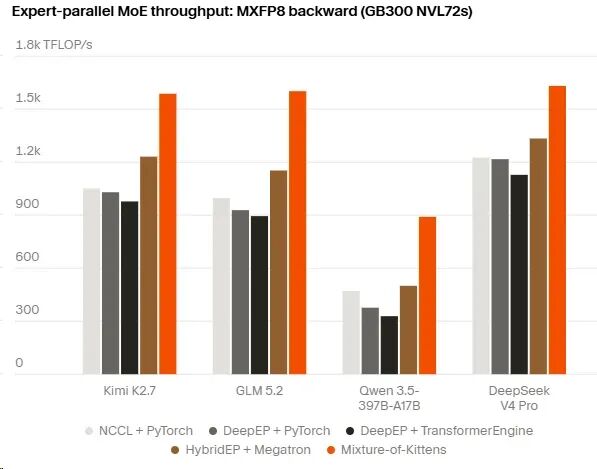 Expert-parallel MoE throughput: MXFP8 backward (GB300 NVL72s)
1.8k TFLOP/s
1.5k
1.2k
900
600
300
0
Kimi K2.7
GLM 5.2
Qwen 3.5-
397B-A17B
DeepSeek
V4 Pro
NCCL + PyTorch
DeepEP + PyTorch
DeepEP + TransformerEngine
HybridEP + Megatron
Mixture-of-Kittens